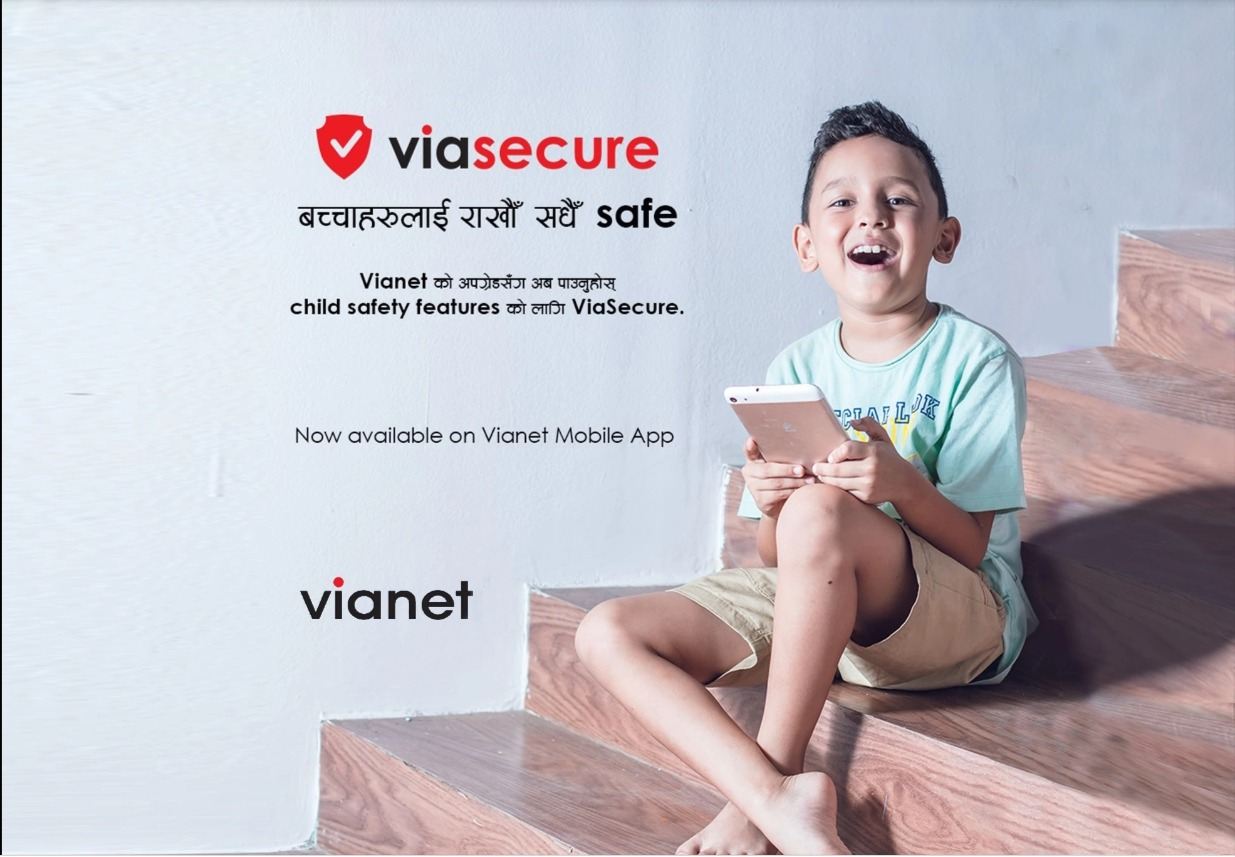 viasecure
बच्चाहरुलाई राखौँ सधैँ safe
Vianet को अपग्रेडसँग अब पाउनुहोस्
child safety features को लागि ViaSecure.
Now available on Vianet Mobile App
vianet